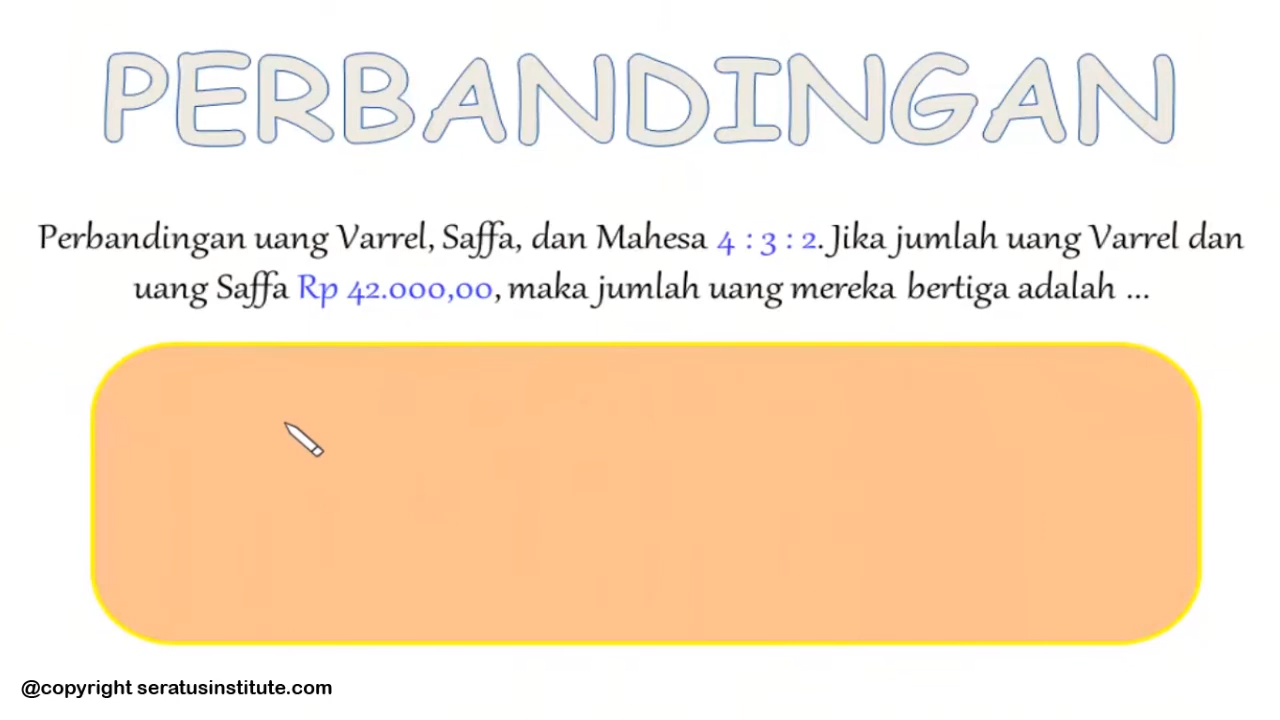 PERBANDINGAN
Perbandingan uang Varrel, Saffa, dan Mahesa 4 : 3 : 2. Jika jumlah uang Varrel dan
uang Saffa Rp 42.000,00, maka jumlah uang mereka bertiga adalah ...
@copyright seratusinstitute.com